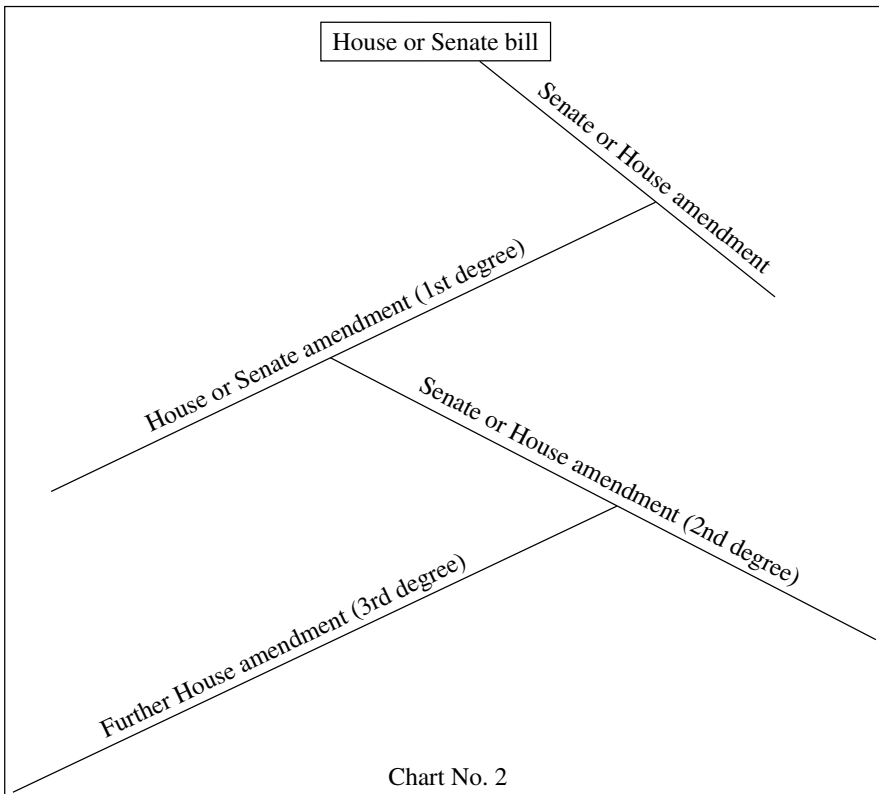 House or Senate bill
Senate or House amendment
House or Senate amendment (1st degree)
Senate or House amendment (2nd degree)
Further House amendment (3rd degree)
Chart No. 2